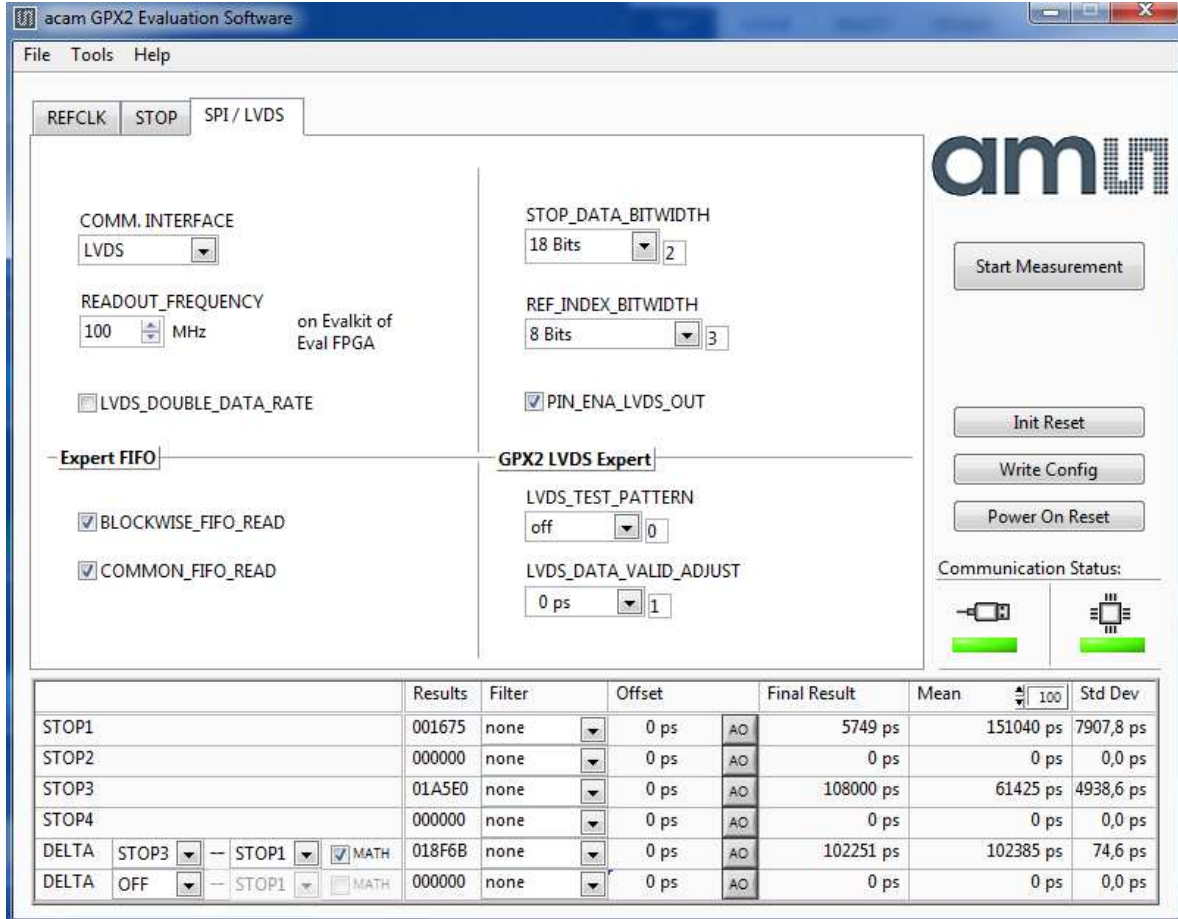 acam GPX2 Evaluation Software
File Tools Help
REFCLK STOP SPI / LVDS
amu
COMM. INTERFACE
LVDS
READOUT_FREQUENCY
100 MHz
on Evalkit of
Eval FPGA
LVDS_DOUBLE_DATA_RATE
STOP_DATA_BITWIDTH
18 Bits 2
REF_INDEX_BITWIDTH
8 Bits 3
PIN_ENA_LVDS_OUT
Expert FIFO
BLOCKWISE_FIFO_READ
COMMON_FIFO_READ
GPX2 LVDS Expert
LVDS_TEST_PATTERN
off 0
LVDS_DATA_VALID_ADJUST
0 ps 1
Start Measurement
Init Reset
Write Config
Power On Reset
Communication Status:
Results Filter Offset Final Result Mean 100 Std Dev
STOP1 001675 none 0 ps AO 5749 ps 151040 ps 7907,8 ps
STOP2 000000 none 0 ps AO 0 ps 0 ps 0,0 ps
STOP3 01A5E0 none 0 ps AO 108000 ps 61425 ps 4938,6 ps
STOP4 000000 none 0 ps AO 0 ps 0 ps 0,0 ps
DELTA STOP3 -- STOP1 MATH 018F6B none 0 ps AO 102251 ps 102385 ps 74,6 ps
DELTA OFF -- STOP1 MATH 000000 none 0 ps AO 0 ps 0 ps 0,0 ps